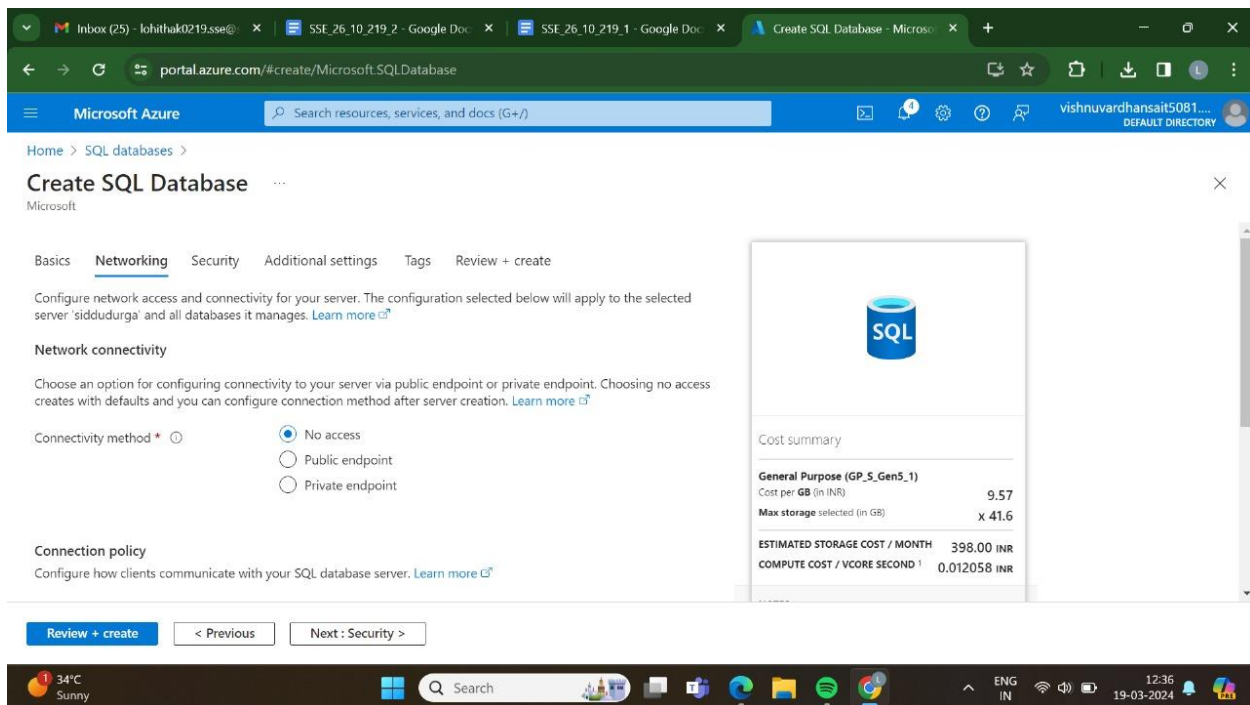 Inbox (25) - lohithak0219.sse@
SSE_26_10_219_2 - Google Doc
SSE_26_10_219_1 - Google Doc
Create SQL Database - Microso
portal.azure.com/#create/Microsoft.SQLDatabase
L
Microsoft Azure
Search resources, services, and docs (G+/)
4
vishnuvardhansait5081....
DEFAULT DIRECTORY
Home > SQL databases >
Create SQL Database ...
Microsoft
Basics Networking Security Additional settings Tags Review + create
Configure network access and connectivity for your server. The configuration selected below will apply to the selected
server 'siddudurga' and all databases it manages. Learn more
Network connectivity
Choose an option for configuring connectivity to your server via public endpoint or private endpoint. Choosing no access
creates with defaults and you can configure connection method after server creation. Learn more
Connectivity method *
No access
Public endpoint
Private endpoint
Connection policy
Configure how clients communicate with your SQL database server. Learn more
SQL
Cost summary
General Purpose (GP_S_Gen5_1)
Cost per GB (in INR) 9.57
Max storage selected (in GB) x 41.6
ESTIMATED STORAGE COST / MONTH 398.00 INR
COMPUTE COST / VCORE SECOND 1 0.012058 INR
Review + create
< Previous
Next : Security >
1
34°C
Sunny
Search
ENG
IN
12:36
19-03-2024
PRE